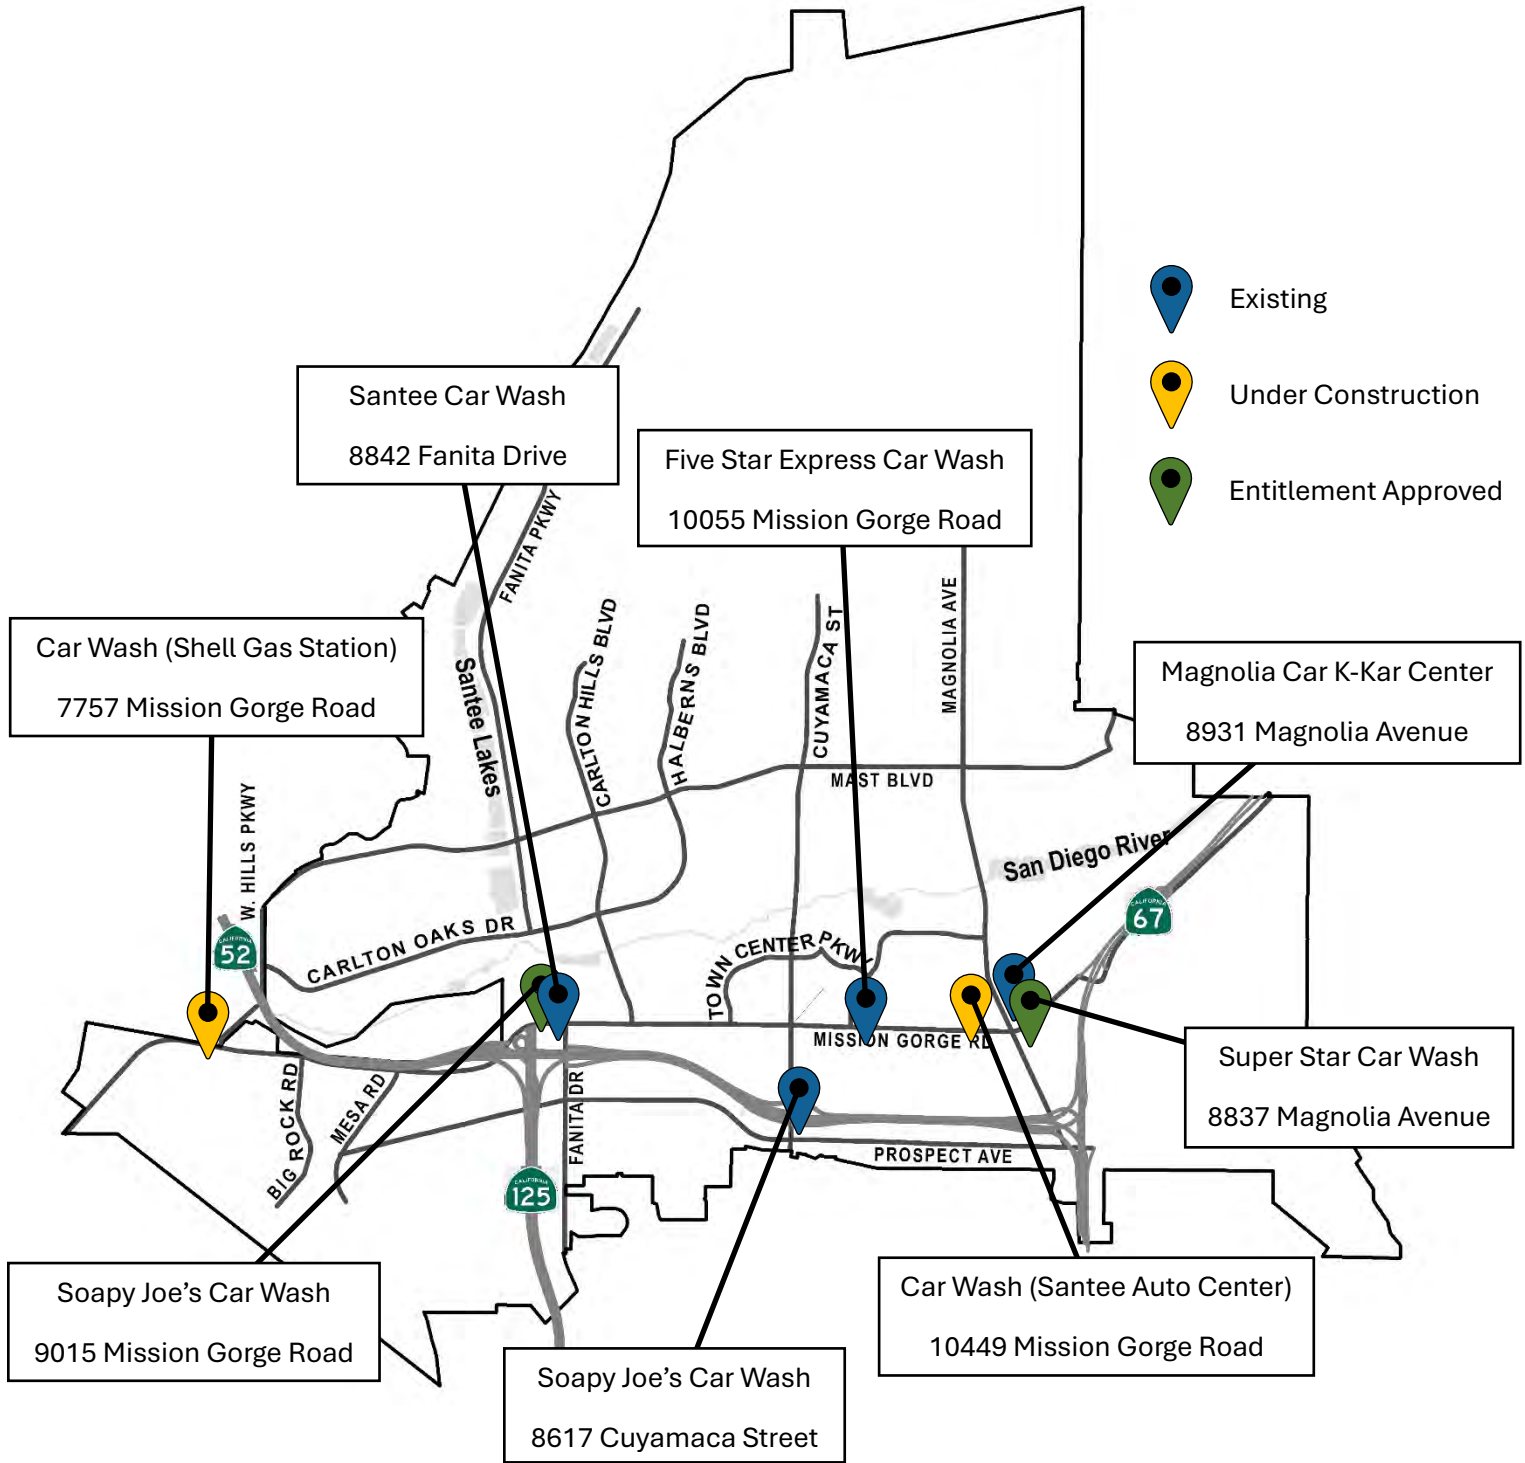 Existing
Under Construction
Entitlement Approved
Santee Car Wash
8842 Fanita Drive
Five Star Express Car Wash
10055 Mission Gorge Road
Car Wash (Shell Gas Station)
7757 Mission Gorge Road
Magnolia Car K-Kar Center
8931 Magnolia Avenue
FANITA PKWY
Santee Lakes
CARLTON HILLS BLVD
HALBERNS BLVD
CUYAMACA ST
MAGNOLIA AVE
MAST BLVD
San Diego River
W. HILLS PKWY
CALIFORNIA
52
CARLTON OAKS DR
TOWN CENTER PKWY
CALIFORNIA
67
MISSION GORGE RD
BIG ROCK RD
MESA RD
FANITA DR
PROSPECT AVE
CALIFORNIA
125
Super Star Car Wash
8837 Magnolia Avenue
Soapy Joe’s Car Wash
9015 Mission Gorge Road
Car Wash (Santee Auto Center)
10449 Mission Gorge Road
Soapy Joe’s Car Wash
8617 Cuyamaca Street